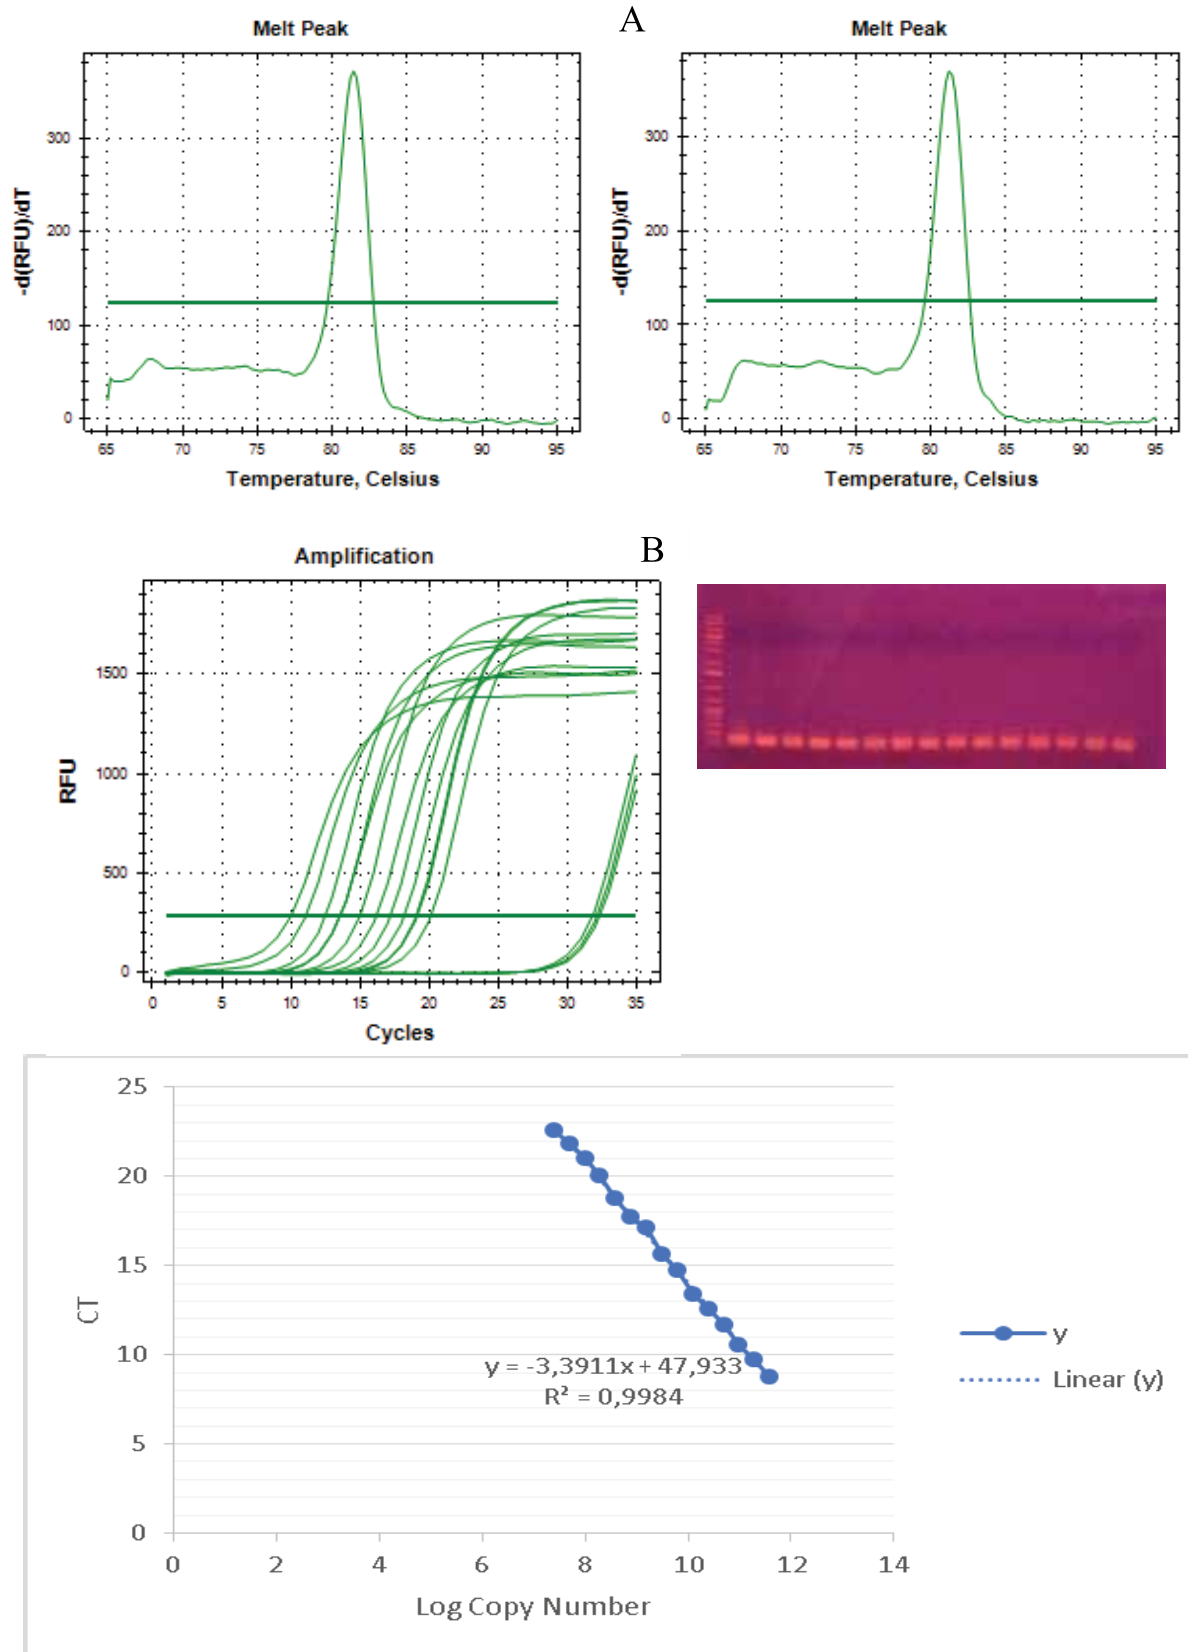 A
Melt Peak
Melt Peak
300
200
100
0
-d(RFU)/dT
65 70 75 80 85 90 95
Temperature, Celsius
300
200
100
0
-d(RFU)/dT
65 70 75 80 85 90 95
Temperature, Celsius
B
Amplification
1500
1000
500
0
RFU
0 5 10 15 20 25 30 35
Cycles
25
20
15
10
5
0
CT
y = -3,3911x + 47,933
R² = 0,9984
y
Linear (y)
0 2 4 6 8 10 12 14
Log Copy Number